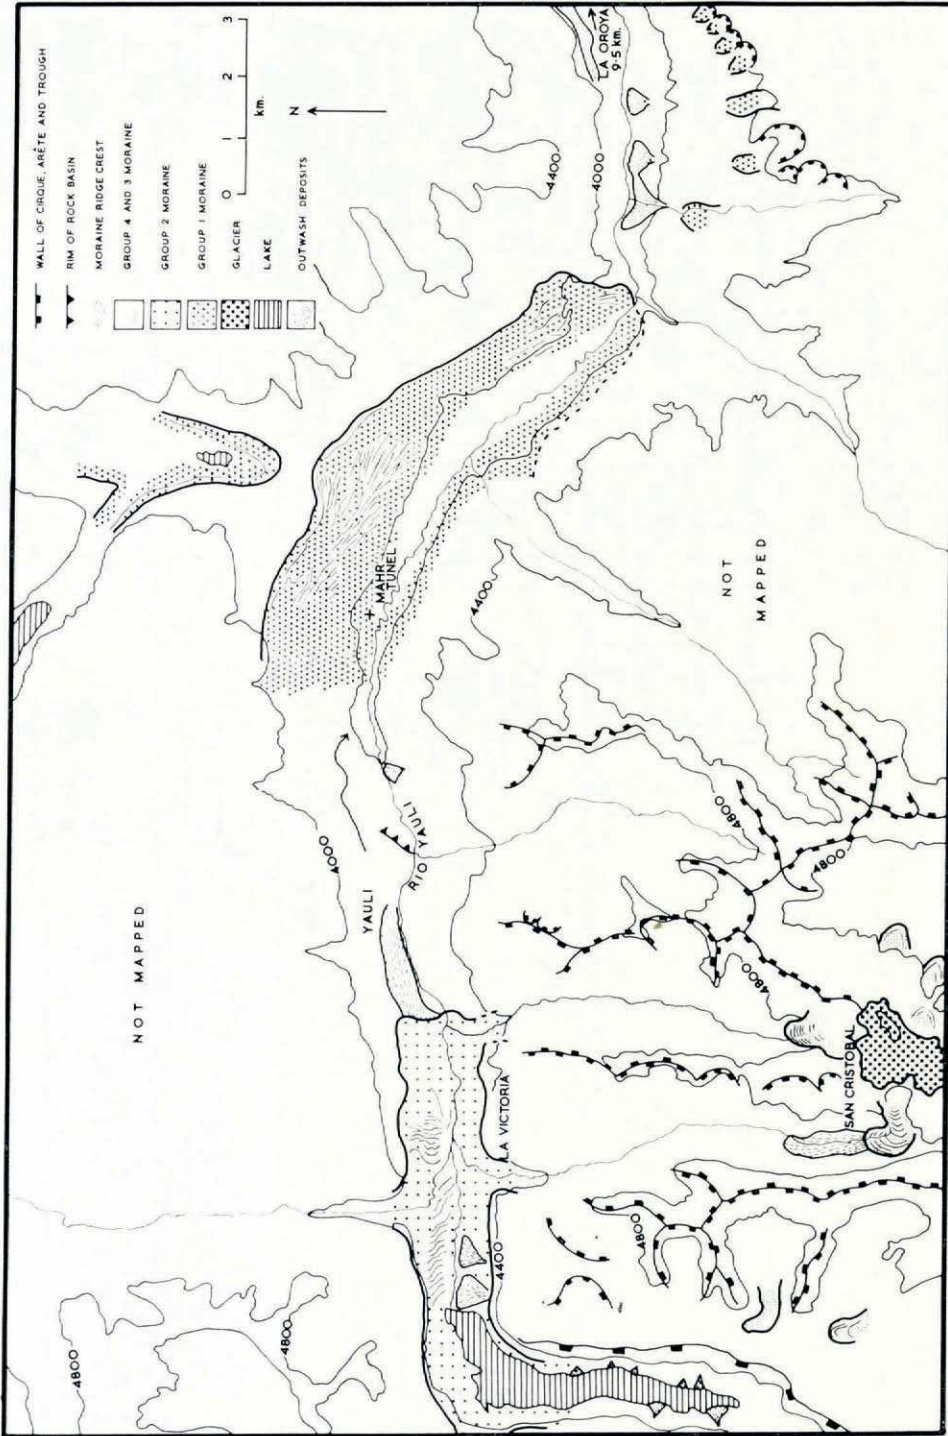 WALL OF CIRQUE, ARÊTE AND TROUGH
RIM OF ROCK BASIN
MORAINE RIDGE CREST
GROUP 4 AND 3 MORAINE
GROUP 2 MORAINE
GROUP 1 MORAINE
GLACIER
LAKE
OUTWASH DEPOSITS
0 1 2 3
km.
N
4800
4800
NOT MAPPED
4000
YAULI
RIO YAULI
MAHR
TUNEL
4400
4000
LA OROYA
9·5 km.
4400
LA VICTORIA
4400
4800
4800
4800
4800
SAN CRISTOBAL
NOT
MAPPED